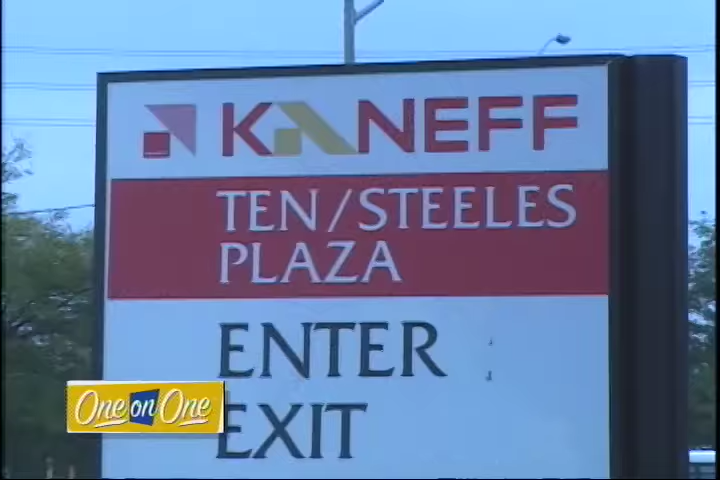 KANEFF
TEN/STEELES
PLAZA
ENTER
EXIT
One on One